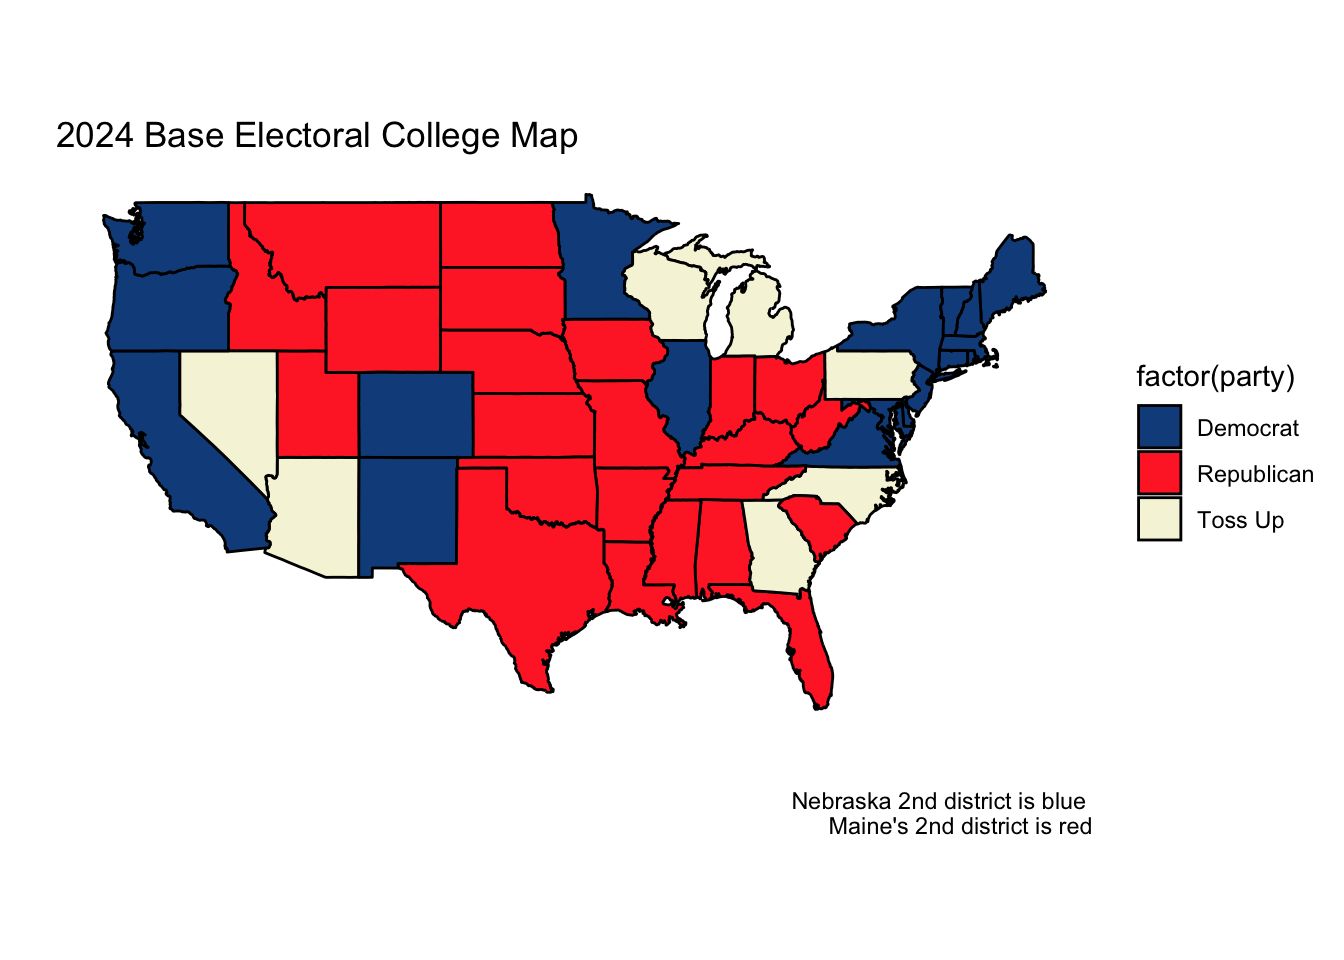 2024 Base Electoral College Map
factor(party)
Democrat
Republican
Toss Up
Nebraska 2nd district is blue
Maine's 2nd district is red